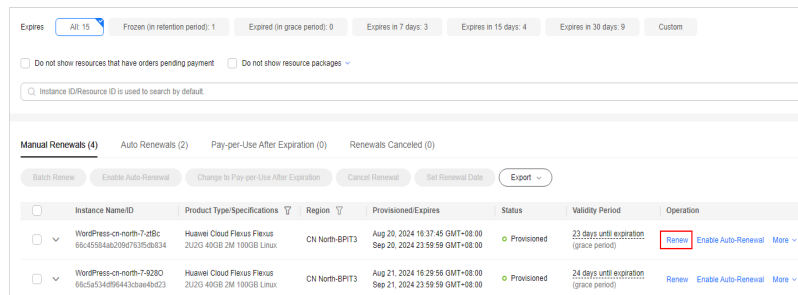 Expires All: 15 Frozen (in retention period): 1 Expired (in grace period): 0 Expires in 7 days: 3 Expires in 15 days: 4 Expires in 30 days: 9 Custom
Do not show resources that have orders pending payment Do not show resource packages
Instance ID/Resource ID is used to search by default.
Manual Renewals (4) Auto Renewals (2) Pay-per-Use After Expiration (0) Renewals Canceled (0)
Batch Renew Enable Auto-Renewal Change to Pay-per-Use After Expiration Cancel Renewal Set Renewal Date Export
Instance Name/ID Product Type/Specifications Region Provisioned/Expires Status Validity Period Operation
WordPress-cn-north-7-ztBc Huawei Cloud Flexus Flexus CN North-BPIT3 Aug 20, 2024 16:37:45 GMT+08:00 Provisioned 23 days until expiration Renew Enable Auto-Renewal More
66c45584ab209d763f5db834 2U2G 40GB 2M 100GB Linux Sep 20, 2024 23:59:59 GMT+08:00 (grace period)
WordPress-cn-north-7-928O Huawei Cloud Flexus Flexus CN North-BPIT3 Aug 21, 2024 16:29:56 GMT+08:00 Provisioned 24 days until expiration Renew Enable Auto-Renewal More
66c5a534df96443cbae4bd23 2U2G 40GB 2M 100GB Linux Sep 21, 2024 23:59:59 GMT+08:00 (grace period)